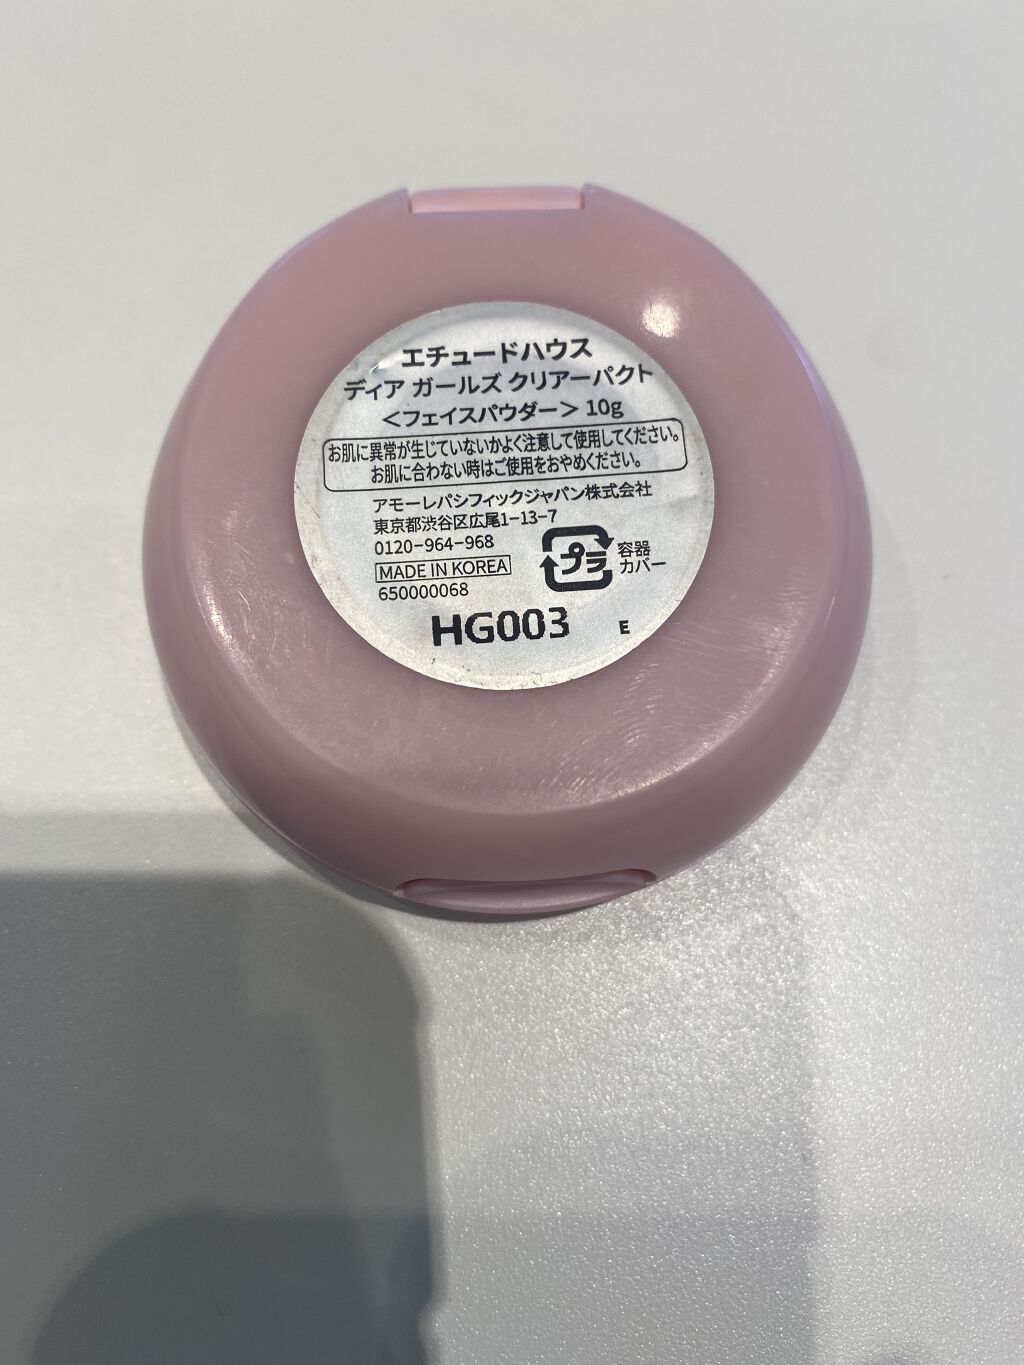 エチュードハウス
ディア ガールズ クリアーパクト
＜フェイスパウダー＞ 10g
お肌に異常が生じていないかよく注意して使用してください。
お肌に合わない時はご使用をおやめください。
アモーレパシフィックジャパン株式会社
東京都渋谷区広尾1-13-7
0120-964-968
MADE IN KOREA
650000068
プラ
容器
カバー
HG003 E